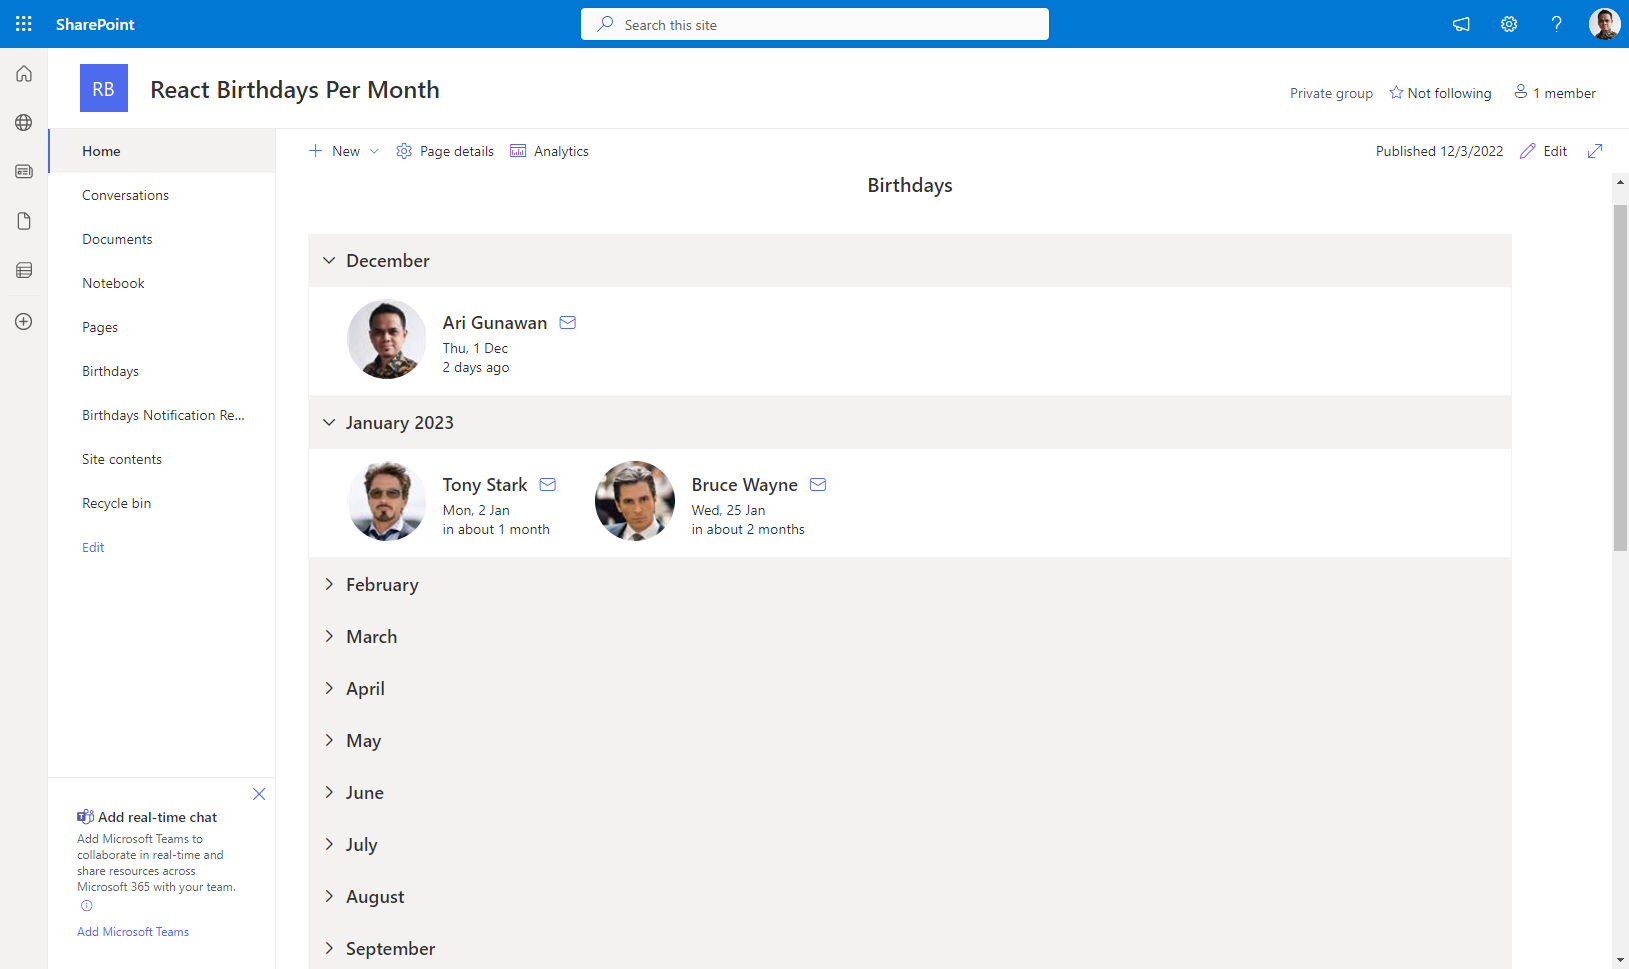 SharePoint
Search this site
RB
React Birthdays Per Month
Private group
Not following
1 member
Home
Conversations
Documents
Notebook
Pages
Birthdays
Birthdays Notification Re...
Site contents
Recycle bin
Edit
New
Page details
Analytics
Published 12/3/2022
Edit
Birthdays
December
Ari Gunawan
Thu, 1 Dec
2 days ago
January 2023
Tony Stark
Mon, 2 Jan
in about 1 month
Bruce Wayne
Wed, 25 Jan
in about 2 months
February
March
April
May
June
July
August
September
Add real-time chat
Add Microsoft Teams to
collaborate in real-time and
share resources across
Microsoft 365 with your team.
Add Microsoft Teams